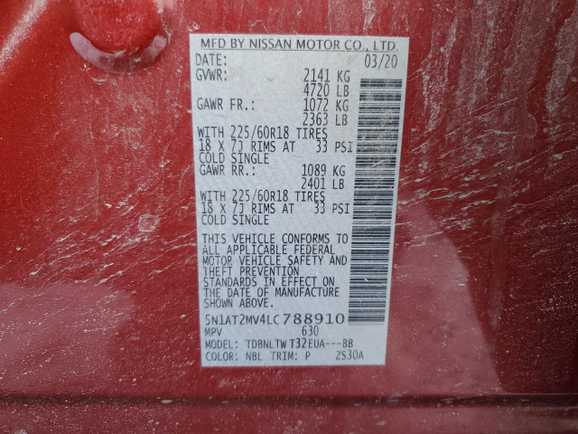 MFD BY NISSAN MOTOR CO., LTD.
DATE: 03/20
GVWR: 2141 KG
4720 LB
GAWR FR.: 1072 KG
2363 LB
WITH 225/60R18 TIRES
18 X 7J RIMS AT 33 PSI
COLD SINGLE
GAWR RR.: 1089 KG
2401 LB
WITH 225/60R18 TIRES
18 X 7J RIMS AT 33 PSI
COLD SINGLE
THIS VEHICLE CONFORMS TO
ALL APPLICABLE FEDERAL
MOTOR VEHICLE SAFETY AND
THEFT PREVENTION
STANDARDS IN EFFECT ON
THE DATE OF MANUFACTURE
SHOWN ABOVE.
5N1AT2MV4LC788910
MPV 630
MODEL: TDBNLTW T32EUA---BB
COLOR: NBL TRIM: P 2S30A